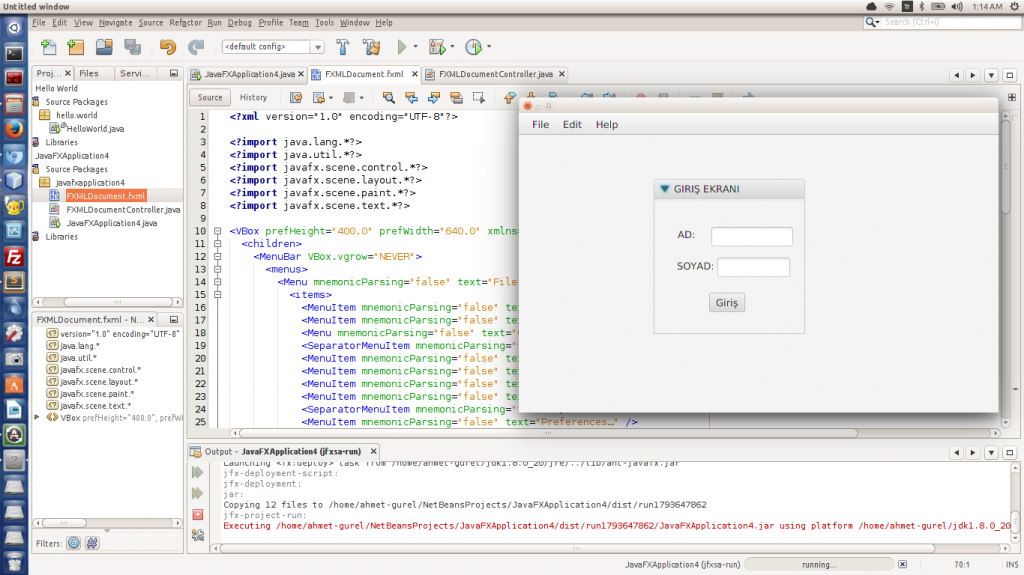 Untitled window
1:14 AM
File Edit View Navigate Source Refactor Run Debug Profile Team Tools Window Help
Search (Ctrl+I)
<default config>
Proj... Files Servi...
Hello World
Source Packages
hello.world
HelloWorld.java
Libraries
JavaFXApplication4
Source Packages
javafxapplication4
FXMLDocument.fxml
FXMLDocumentController.java
JavaFXApplication4.java
Libraries
FXMLDocument.fxml - N...
version="1.0" encoding="UTF-8"
java.lang.*
java.util.*
javafx.scene.control.*
javafx.scene.layout.*
javafx.scene.paint.*
javafx.scene.text.*
VBox prefHeight="400.0", prefWi
Filters:
JavaFXApplication4.java FXMLDocument.fxml FXMLDocumentController.java
Source History
1 <?xml version="1.0" encoding="UTF-8"?>
2
3 <?import java.lang.*?>
4 <?import java.util.*?>
5 <?import javafx.scene.control.*?>
6 <?import javafx.scene.layout.*?>
7 <?import javafx.scene.paint.*?>
8 <?import javafx.scene.text.*?>
9
10 <VBox prefHeight="400.0" prefWidth="640.0" xmlns=
11 <children>
12 <MenuBar VBox.vgrow="NEVER">
13 <menus>
14 <Menu mnemonicParsing="false" text="File
15 <items>
16 <MenuItem mnemonicParsing="false" te
17 <MenuItem mnemonicParsing="false" te
18 <Menu mnemonicParsing="false" text="
19 <SeparatorMenuItem mnemonicParsing="
20 <MenuItem mnemonicParsing="false" te
21 <MenuItem mnemonicParsing="false" te
22 <MenuItem mnemonicParsing="false" te
23 <MenuItem mnemonicParsing="false" te
24 <SeparatorMenuItem mnemonicParsing="
25 <MenuItem mnemonicParsing="false" text="Preferences…" />
File Edit Help
GIRIŞ EKRANI
AD:
SOYAD:
Giriş
Output - JavaFXApplication4 (jfxsa-run)
Launching <fx:deploy> task from /home/ahmet-gurel/jdk1.8.0_20/jre/../lib/ant-javafx.jar
jfx-deployment-script:
jfx-deployment:
jar:
Copying 12 files to /home/ahmet-gurel/NetBeansProjects/JavaFXApplication4/dist/run1793647862
jfx-project-run:
Executing /home/ahmet-gurel/NetBeansProjects/JavaFXApplication4/dist/run1793647862/JavaFXApplication4.jar using platform /home/ahmet-gurel/jdk1.8.0_20
JavaFXApplication4 (jfxsa-run) running... 70:1 INS